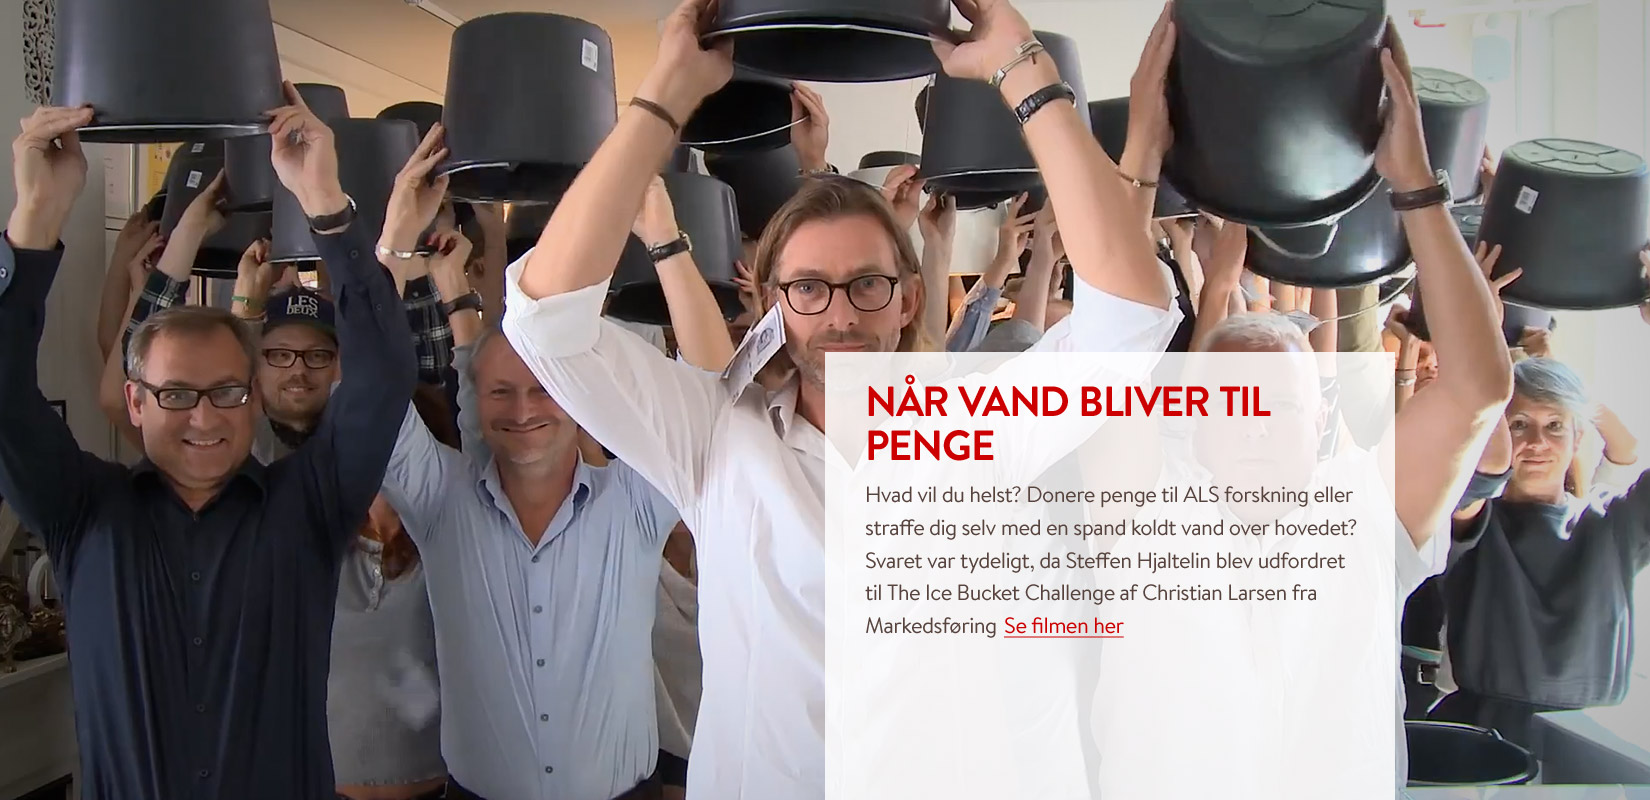 LES
DEUX
NÅR VAND BLIVER TIL
PENGE
Hvad vil du helst? Donere penge til ALS forskning eller
straffe dig selv med en spand koldt vand over hovedet?
Svaret var tydeligt, da Steffen Hjaltelin blev udfordret
til The Ice Bucket Challenge af Christian Larsen fra
Markedsføring Se filmen her